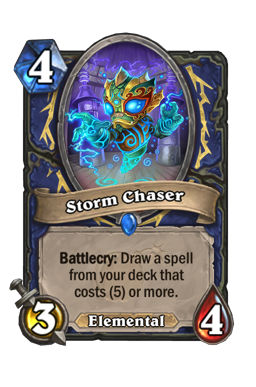 4
Storm Chaser
Battlecry: Draw a spell
from your deck that
costs (5) or more.
3
Elemental
4